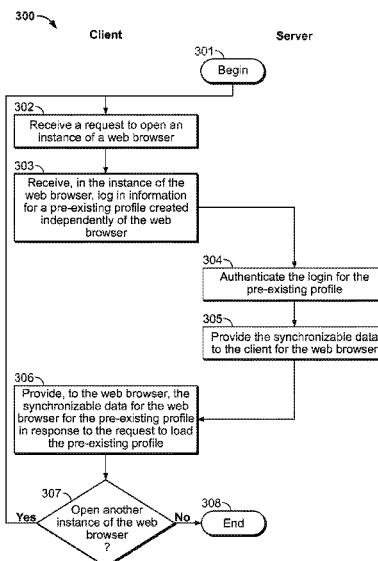 300
Client
Server
301
Begin
302
Receive a request to open an
instance of a web browser
303
Receive, in the instance of the
web browser, log in information
for a pre-existing profile created
independently of the web
browser
304
Authenticate the login for the
pre-existing profile
305
Provide the synchronizable data
to the client for the web browser
306
Provide, to the web browser, the
synchronizable data for the web
browser for the pre-existing profile
in response to the request to load
the pre-existing profile
307
Open another
instance of the web
browser
?
Yes
No
308
End